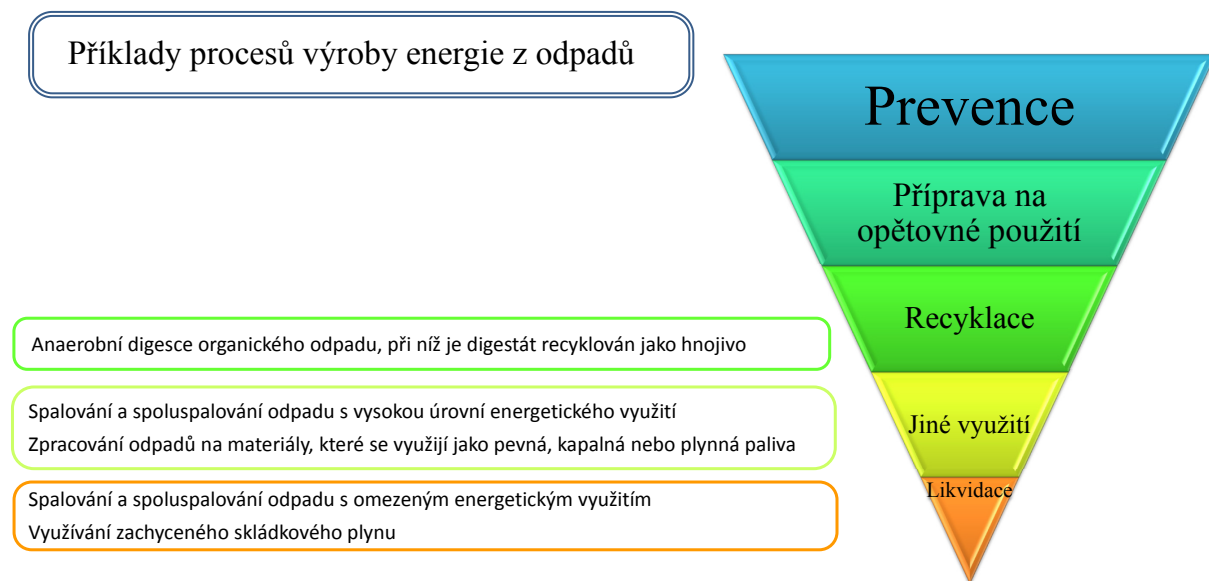 Příklady procesů výroby energie z odpadů
Prevence
Příprava na
opětovné použití
Recyklace
Anaerobní digesce organického odpadu, při níž je digestát recyklován jako hnojivo
Jiné využití
Spalování a spoluspalování odpadu s vysokou úrovní energetického využití
Zpracování odpadů na materiály, které se využijí jako pevná, kapalná nebo plynná paliva
Likvidace
Spalování a spoluspalování odpadu s omezeným energetickým využitím
Využívání zachyceného skládkového plynu